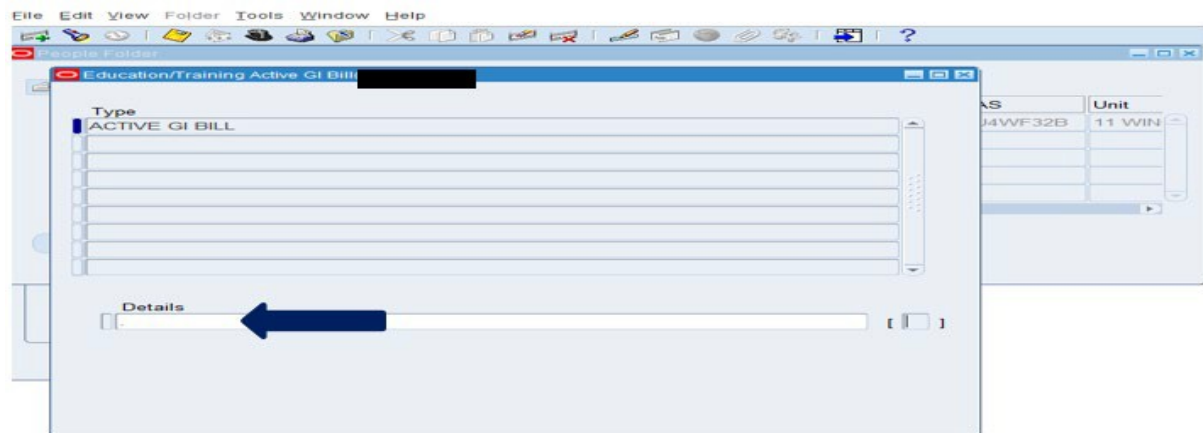 File Edit View Folder Tools Window Help
People Folder
Education/Training Active GI Bill
Type
ACTIVE GI BILL
AS Unit
J4WF32B 11 WIN
Details
.
[ ]